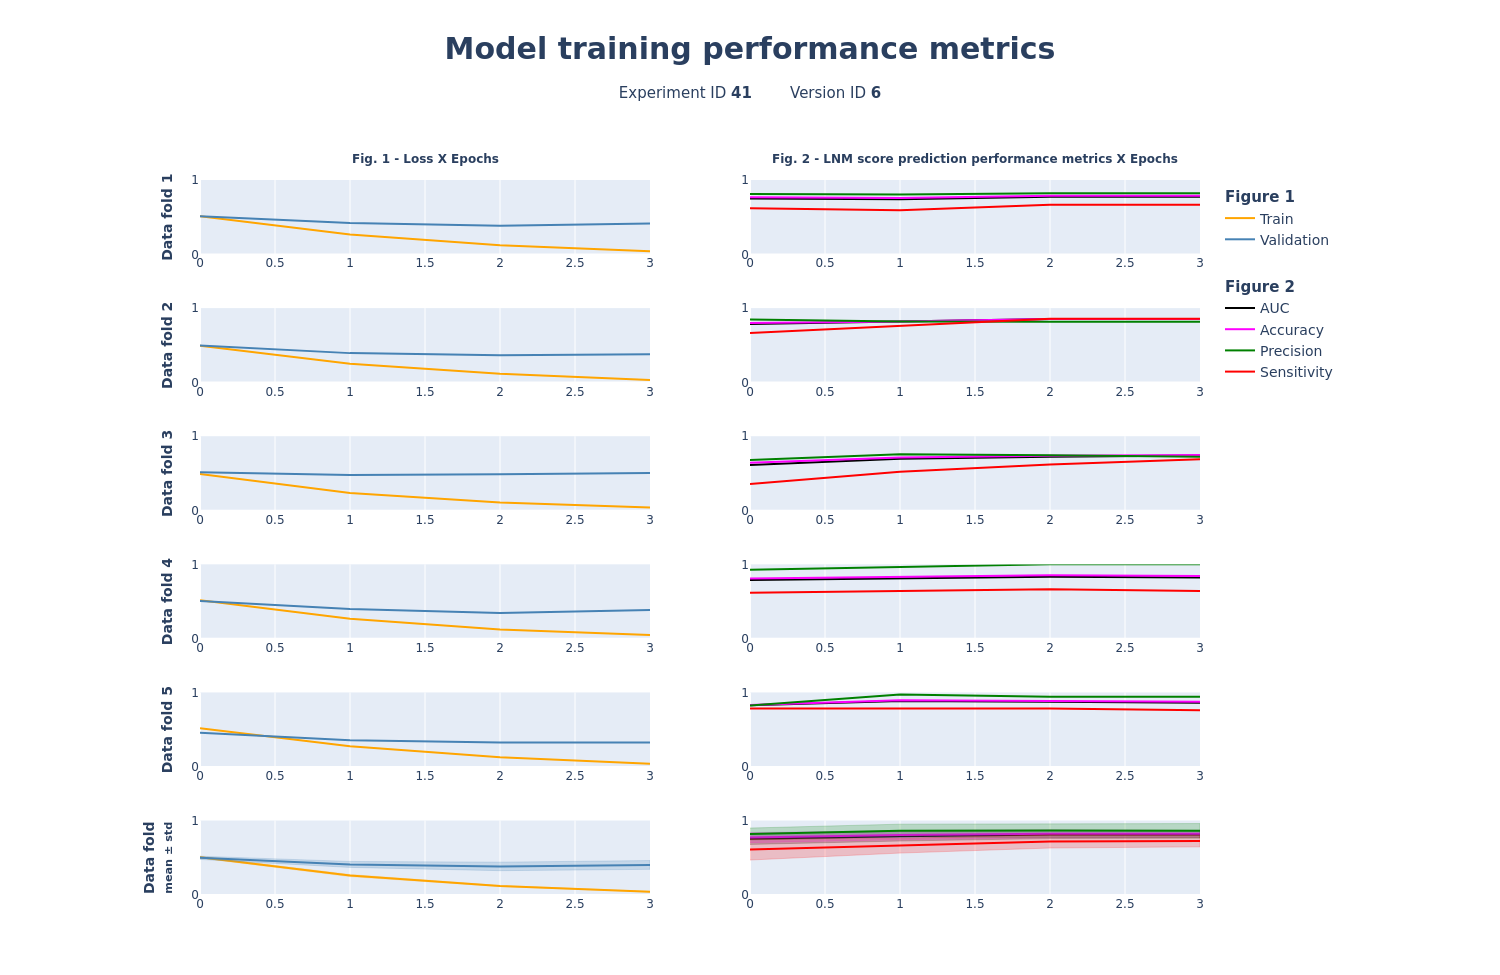 Model training performance metrics
Experiment ID 41 Version ID 6
Fig. 1 - Loss X Epochs
Fig. 2 - LNM score prediction performance metrics X Epochs
Data fold 1
1
0
0 0.5 1 1.5 2 2.5 3
1
0
0 0.5 1 1.5 2 2.5 3
Figure 1
Train
Validation
Figure 2
AUC
Accuracy
Precision
Sensitivity
Data fold 2
1
0
0 0.5 1 1.5 2 2.5 3
1
0
0 0.5 1 1.5 2 2.5 3
Data fold 3
1
0
0 0.5 1 1.5 2 2.5 3
1
0
0 0.5 1 1.5 2 2.5 3
Data fold 4
1
0
0 0.5 1 1.5 2 2.5 3
1
0
0 0.5 1 1.5 2 2.5 3
Data fold 5
1
0
0 0.5 1 1.5 2 2.5 3
1
0
0 0.5 1 1.5 2 2.5 3
Data fold
mean ± std
1
0
0 0.5 1 1.5 2 2.5 3
1
0
0 0.5 1 1.5 2 2.5 3